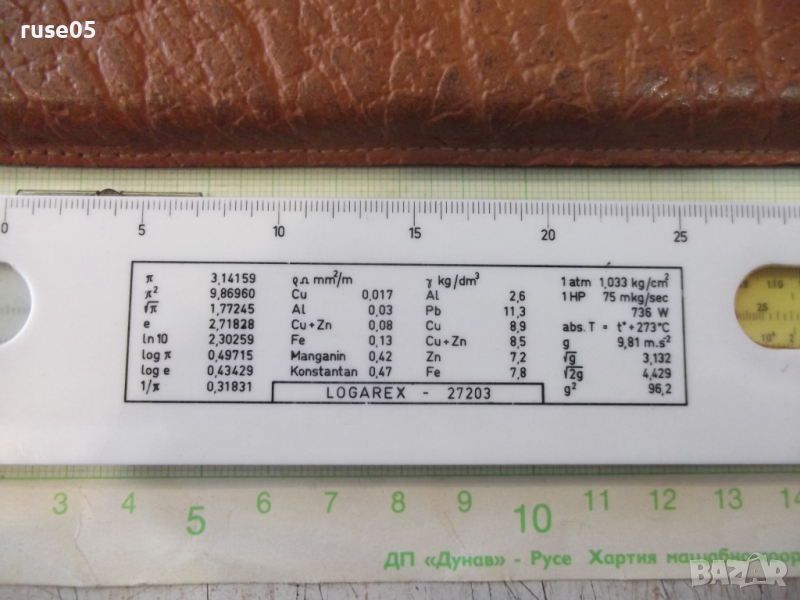 ruse05
0 5 10 15 20 25
π 3,14159 ϱ Ω mm²/m γ kg/dm³ 1 atm 1,033 kg/cm²
π² 9,86960 Cu 0,017 Al 2,6 1 HP 75 mkg/sec
√π 1,77245 Al 0,03 Pb 11,3 736 W
e 2,71828 Cu+Zn 0,08 Cu 8,9 abs. T = t°+273°C
ln 10 2,30259 Fe 0,13 Cu+Zn 8,5 g 9,81 m.s⁻²
log π 0,49715 Manganin 0,42 Zn 7,2 √g 3,132
log e 0,43429 Konstantan 0,47 Fe 7,8 √2g 4,429
1/π 0,31831 LOGAREX - 27203 g² 96,2
25
3 4 5 6 7 8 9 10 11 12 13 14
ДП «Дунав» - Русе Хартия
BAZAR